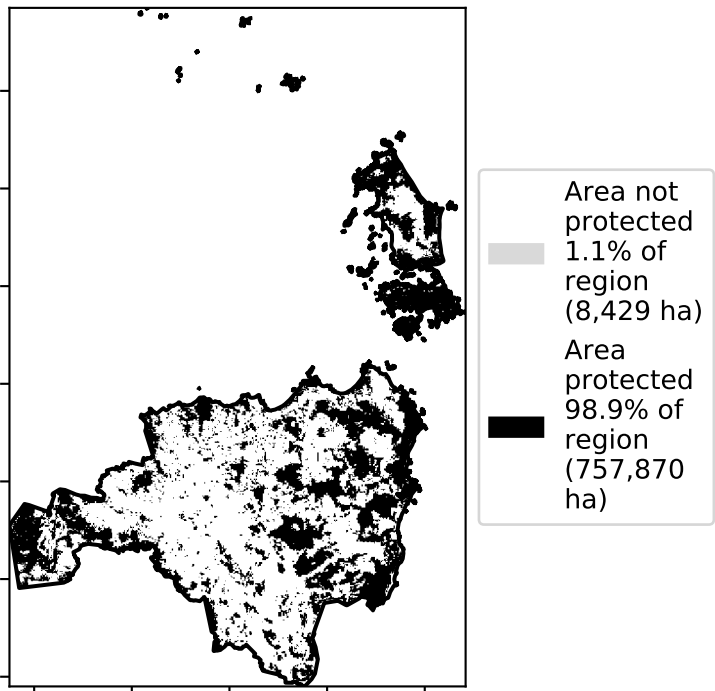 Area not
protected
1.1% of
region
(8,429 ha)
Area
protected
98.9% of
region
(757,870
ha)